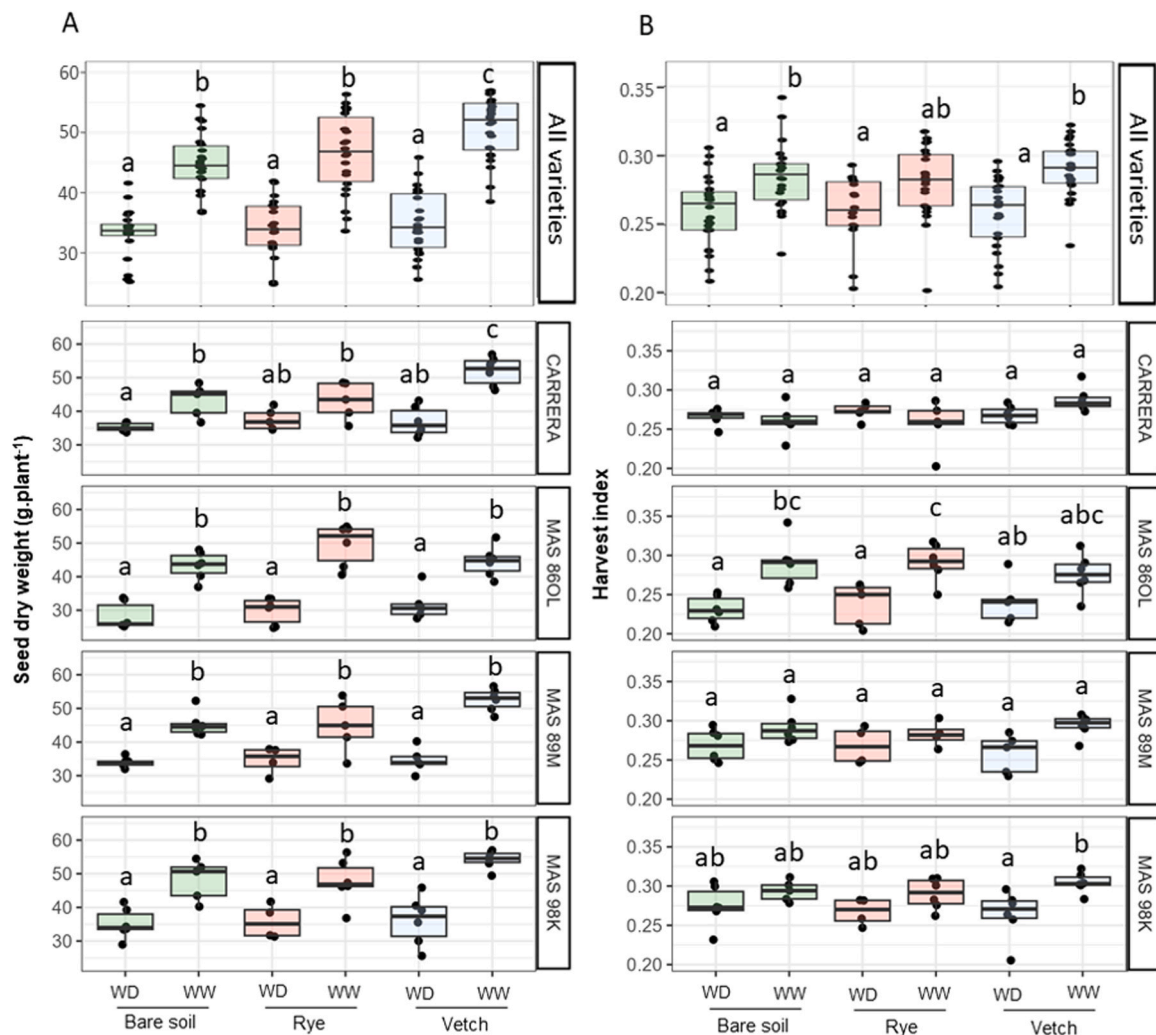 A
B
b
b
c
a
a
a
60
50
40
30
All varieties
b
ab
b
a
a
a
0.35
0.30
0.25
0.20
All varieties
a
b
ab
b
ab
c
60
50
40
30
CARRERA
a
a
a
a
a
a
0.35
0.30
0.25
0.20
CARRERA
a
b
a
b
a
b
60
50
40
30
MAS 86OL
a
bc
a
c
ab
abc
0.35
0.30
0.25
0.20
MAS 86OL
a
b
a
b
a
b
60
50
40
30
MAS 89M
a
a
a
a
a
a
0.35
0.30
0.25
0.20
MAS 89M
a
b
a
b
a
b
60
50
40
30
MAS 98K
ab
ab
ab
ab
a
b
0.35
0.30
0.25
0.20
MAS 98K
Seed dry weight (g.plant⁻¹)
Harvest index
WD WW WD WW WD WW
Bare soil Rye Vetch
WD WW WD WW WD WW
Bare soil Rye Vetch